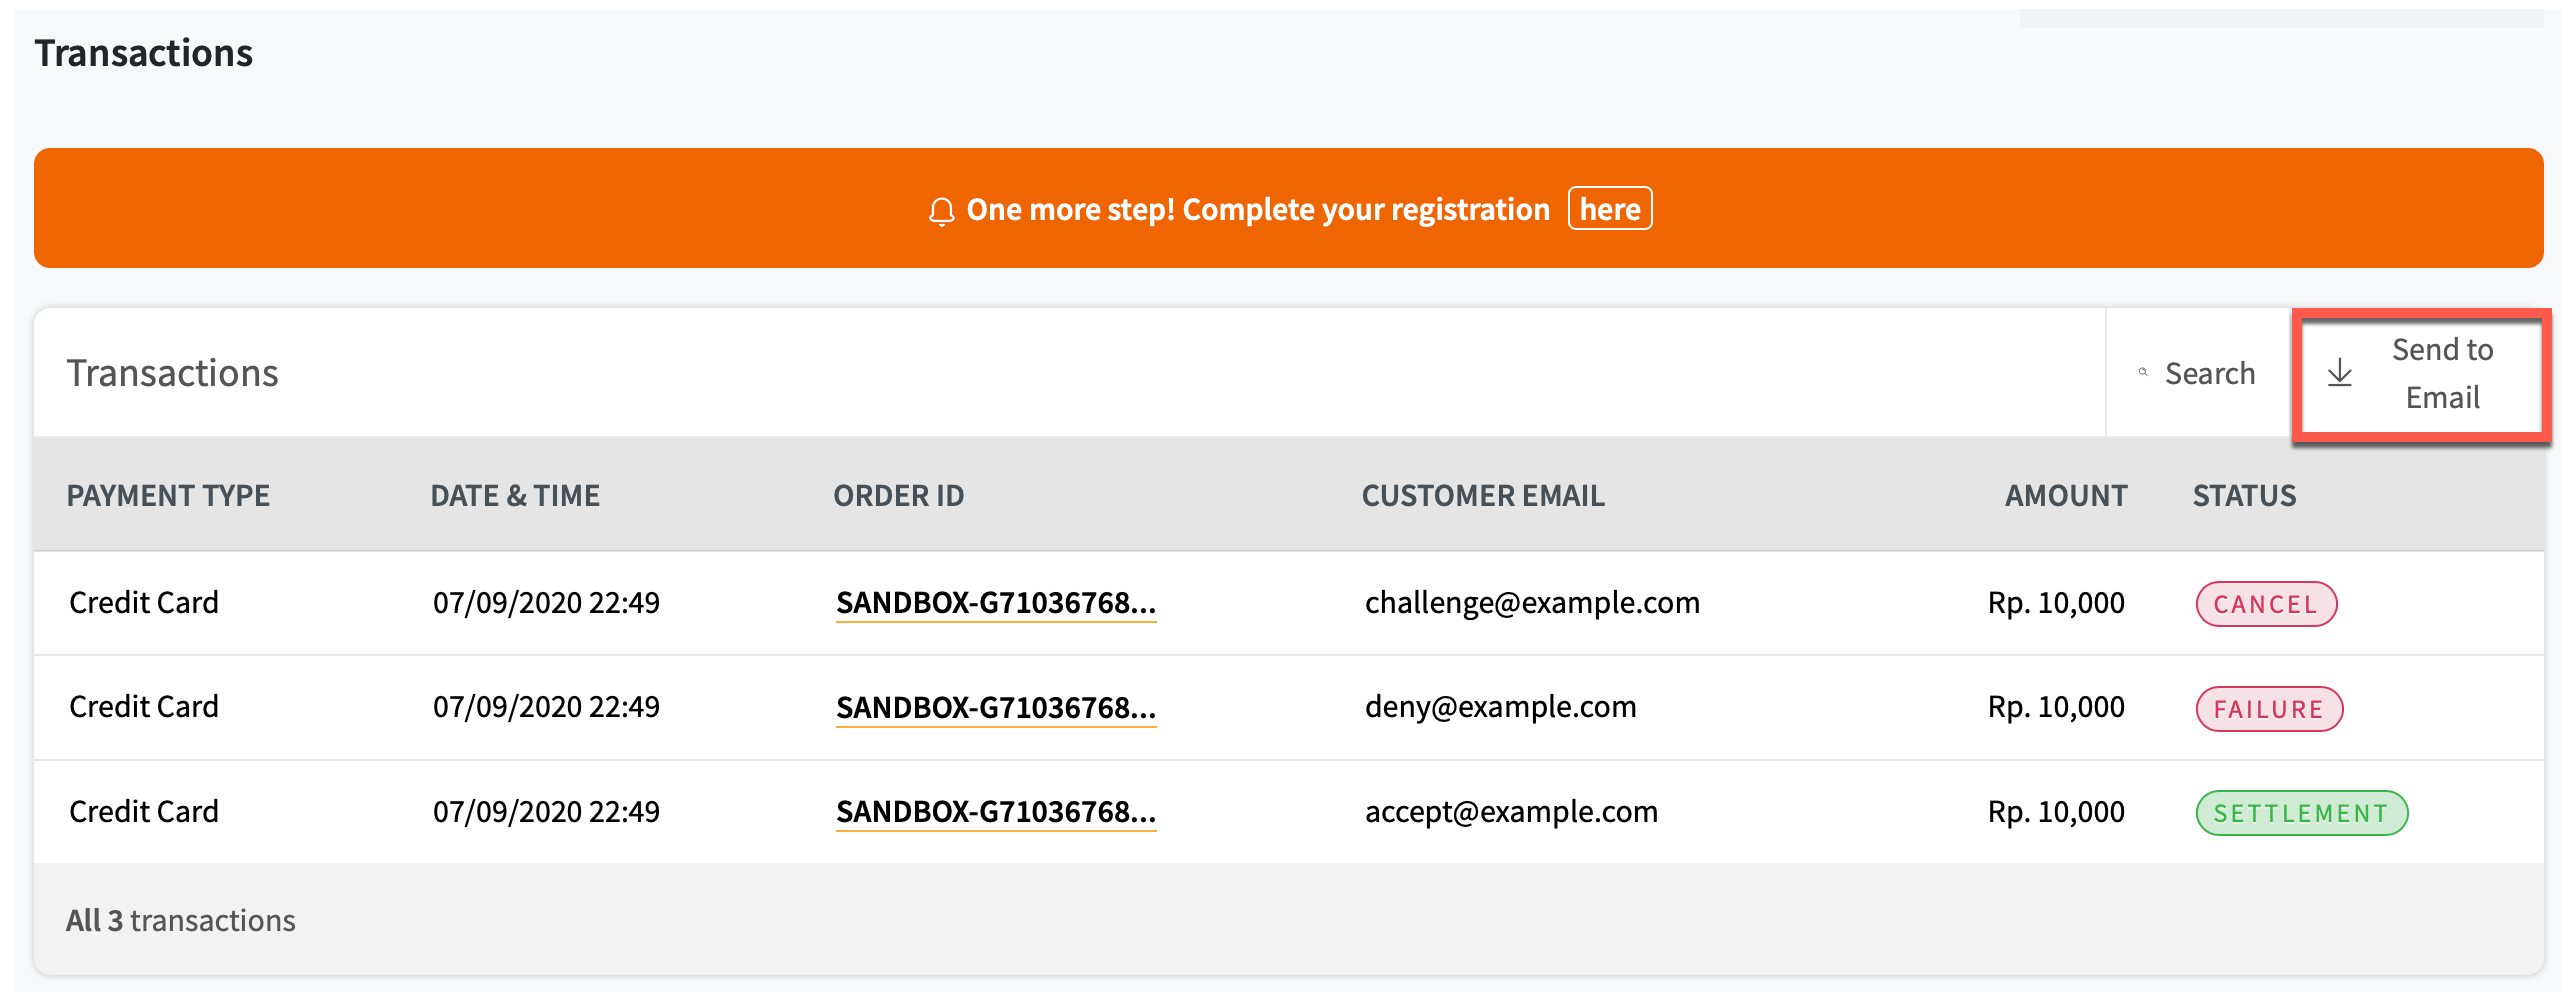 Transactions
One more step! Complete your registration here
Transactions
Search
Send to
Email
PAYMENT TYPE DATE & TIME ORDER ID CUSTOMER EMAIL AMOUNT STATUS
Credit Card 07/09/2020 22:49 SANDBOX-G71036768... challenge@example.com Rp. 10,000 CANCEL
Credit Card 07/09/2020 22:49 SANDBOX-G71036768... deny@example.com Rp. 10,000 FAILURE
Credit Card 07/09/2020 22:49 SANDBOX-G71036768... accept@example.com Rp. 10,000 SETTLEMENT
All 3 transactions